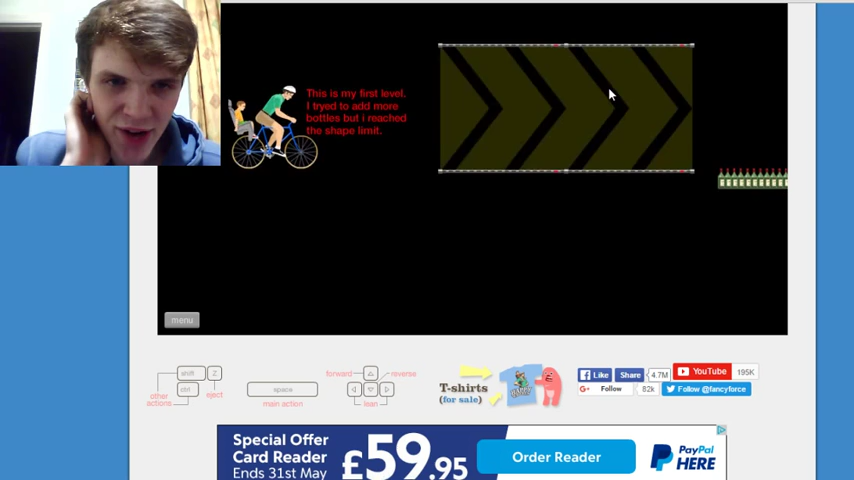 This is my first level.
I tryed to add more
bottles but i reached
the shape limit.
menu
shift
Z
ctrl
eject
other
actions
space
main action
forward
reverse
lean
T-shirts
(for sale)
Like
Share
4.7M
YouTube
195K
Follow
82k
Follow @fancyforce
Special Offer
Card Reader
Ends 31st May
£59.95
Order Reader
PayPal
HERE